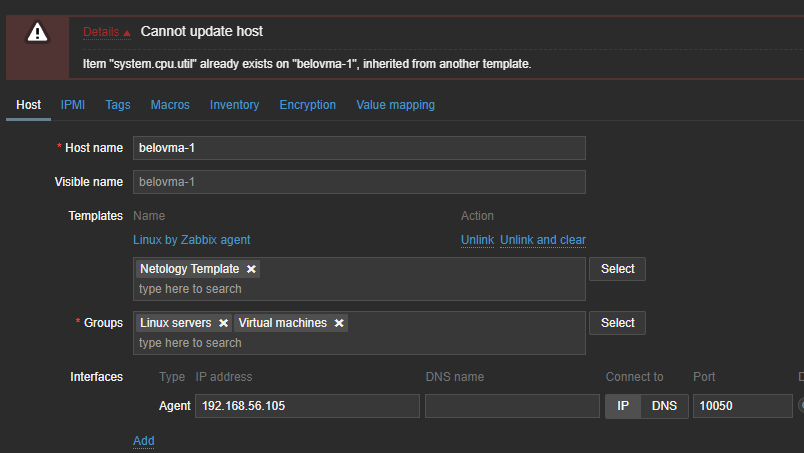 Details Cannot update host
Item "system.cpu.util" already exists on "belovma-1", inherited from another template.
Host IPMI Tags Macros Inventory Encryption Value mapping
* Host name belovma-1
Visible name belovma-1
Templates Name Action
Linux by Zabbix agent Unlink Unlink and clear
Netology Template Select
type here to search
* Groups Linux servers Virtual machines Select
type here to search
Interfaces Type IP address DNS name Connect to Port D
Agent 192.168.56.105 IP DNS 10050
Add